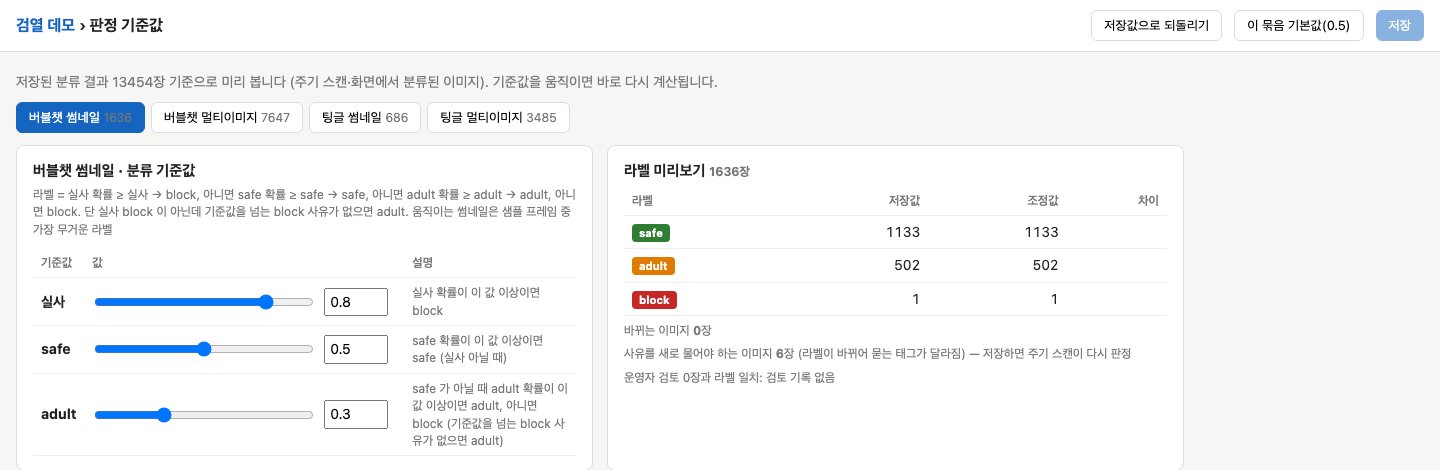 검열 데모 › 판정 기준값
저장값으로 되돌리기
이 묶음 기본값(0.5)
저장
저장된 분류 결과 13454장 기준으로 미리 봅니다 (주기 스캔·화면에서 분류된 이미지). 기준값을 움직이면 바로 다시 계산됩니다.
버블챗 썸네일 1636
버블챗 멀티이미지 7647
팅글 썸네일 686
팅글 멀티이미지 3485
버블챗 썸네일 · 분류 기준값
라벨 = 실사 확률 ≥ 실사 → block, 아니면 safe 확률 ≥ safe → safe, 아니면 adult 확률 ≥ adult → adult, 아니
면 block. 단 실사 block 이 아닌데 기준값을 넘는 block 사유가 없으면 adult. 움직이는 썸네일은 샘플 프레임 중
가장 무거운 라벨
기준값 값 설명
실사 0.8 실사 확률이 이 값 이상이면
block
safe 0.5 safe 확률이 이 값 이상이면
safe (실사 아닐 때)
adult 0.3 safe 가 아닐 때 adult 확률이 이
값 이상이면 adult, 아니면
block (기준값을 넘는 block 사
유가 없으면 adult)
라벨 미리보기 1636장
라벨 저장값 조정값 차이
safe 1133 1133
adult 502 502
block 1 1
바뀌는 이미지 0장
사유를 새로 물어야 하는 이미지 6장 (라벨이 바뀌어 묻는 태그가 달라짐) — 저장하면 주기 스캔이 다시 판정
운영자 검토 0장과 라벨 일치: 검토 기록 없음